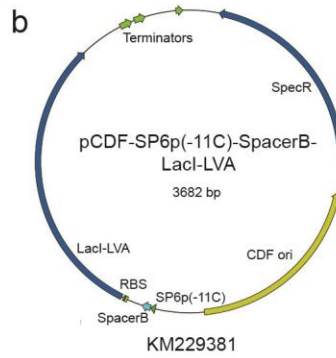 b
Terminators
SpecR
pCDF-SP6p(-11C)-SpacerB-
LacI-LVA
3682 bp
LacI-LVA
CDF ori
RBS
SP6p(-11C)
SpacerB
KM229381